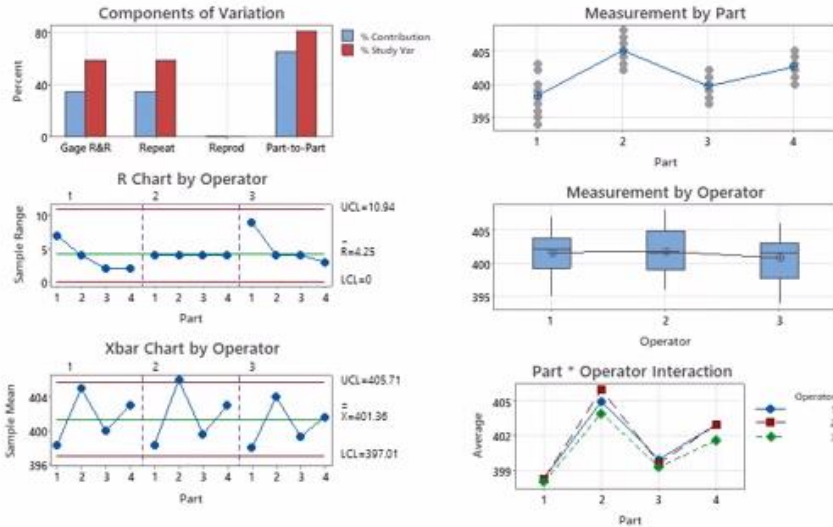 Components of Variation
80
40
0
Percent
% Contribution
% Study Var
Gage R&R Repeat Reprod Part-to-Part
R Chart by Operator
1 2 3
10
5
0
Sample Range
UCL=10.94
R=4.25
LCL=0
1 2 3 4 1 2 3 4 1 2 3 4
Part
Xbar Chart by Operator
1 2 3
404
400
396
Sample Mean
UCL=405.71
X=401.36
LCL=397.01
1 2 3 4 1 2 3 4 1 2 3 4
Part
Measurement by Part
405
400
395
1 2 3 4
Part
Measurement by Operator
405
400
395
1 2 3
Operator
Part * Operator Interaction
405
402
399
Average
Operator
1 2 3 4
Part